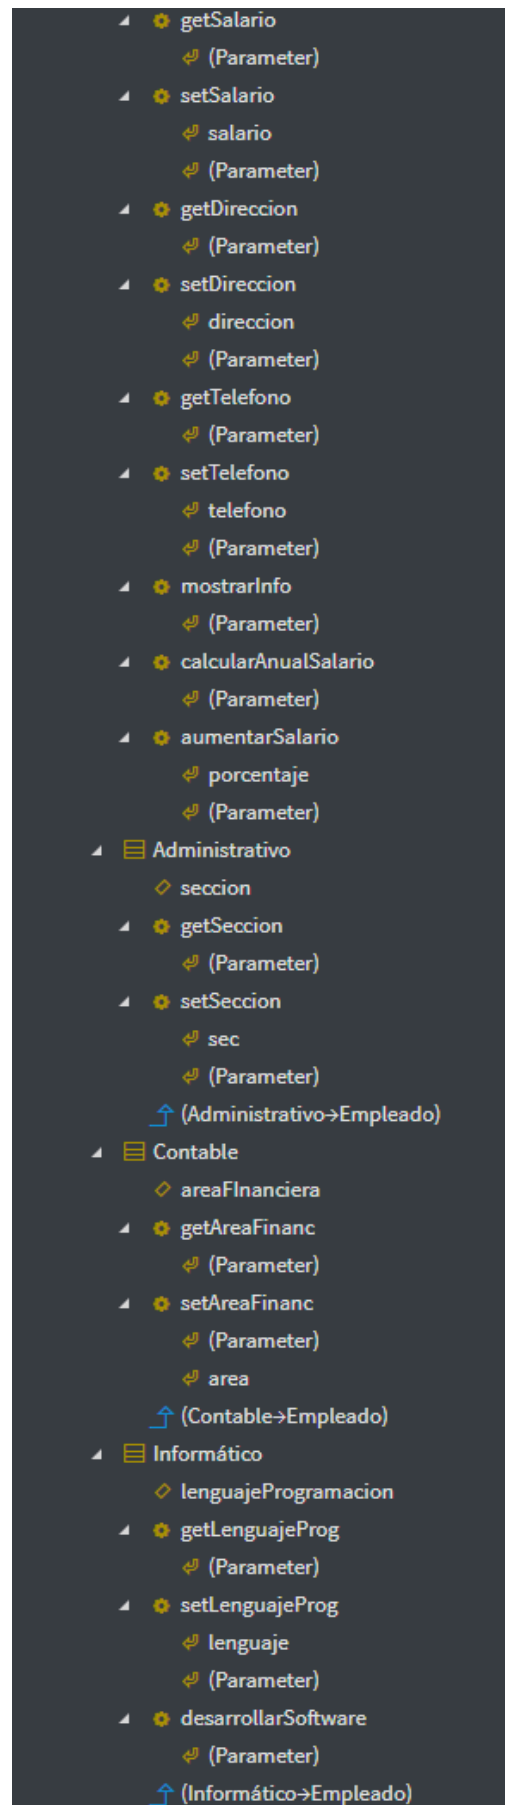 getSalario
(Parameter)
setSalario
salario
(Parameter)
getDireccion
(Parameter)
setDireccion
direccion
(Parameter)
getTelefono
(Parameter)
setTelefono
telefono
(Parameter)
mostrarInfo
(Parameter)
calcularAnualSalario
(Parameter)
aumentarSalario
porcentaje
(Parameter)
Administrativo
seccion
getSeccion
(Parameter)
setSeccion
sec
(Parameter)
(Administrativo→Empleado)
Contable
areaFInanciera
getAreaFinanc
(Parameter)
setAreaFinanc
(Parameter)
area
(Contable→Empleado)
Informático
lenguajeProgramacion
getLenguajeProg
(Parameter)
setLenguajeProg
lenguaje
(Parameter)
desarrollarSoftware
(Parameter)
(Informático→Empleado)